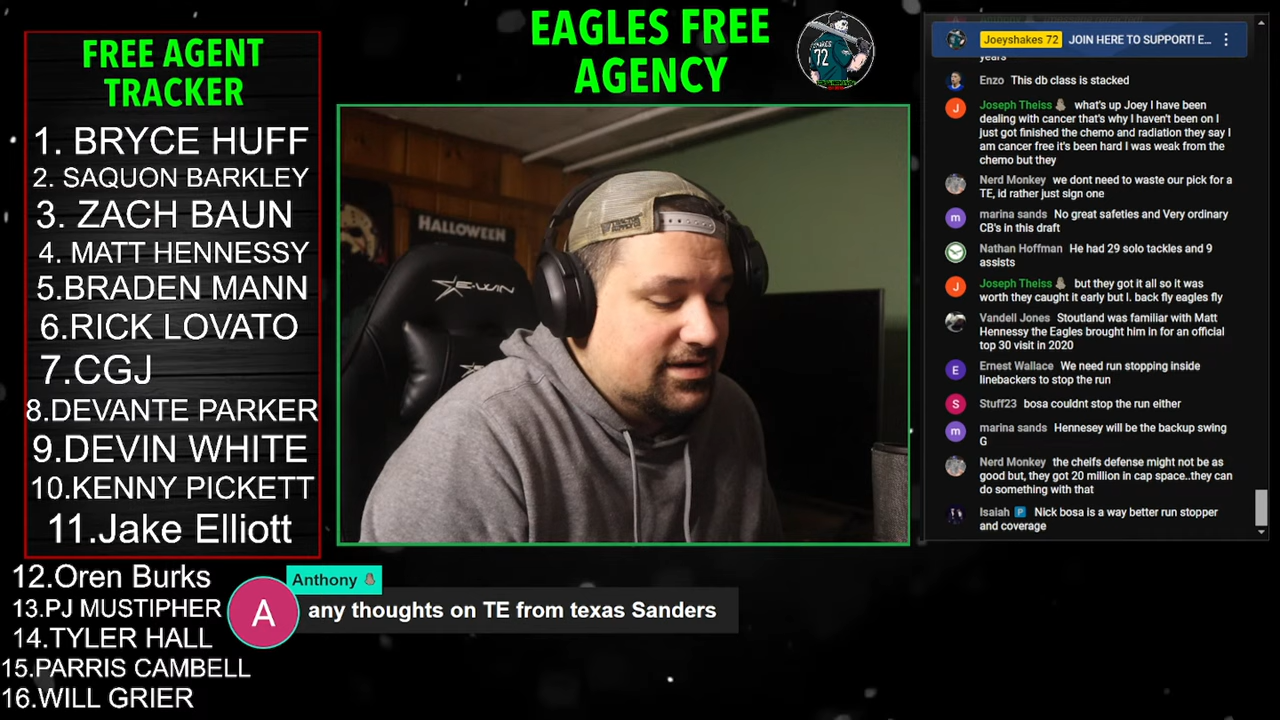 FREE AGENT
TRACKER
1. BRYCE HUFF
2. SAQUON BARKLEY
3. ZACH BAUN
4. MATT HENNESSY
5.BRADEN MANN
6.RICK LOVATO
7.CGJ
8.DEVANTE PARKER
9.DEVIN WHITE
10.KENNY PICKETT
11.Jake Elliott
12.Oren Burks
13.PJ MUSTIPHER
14.TYLER HALL
15.PARRIS CAMBELL
16.WILL GRIER
EAGLES FREE
AGENCY
72
HALLOWEEN
E-WIN
A
Anthony
any thoughts on TE from texas Sanders
Joeyshakes 72 JOIN HERE TO SUPPORT! E...
years
Enzo This db class is stacked
J Joseph Theiss what's up Joey I have been
dealing with cancer that's why I haven't been on I
just got finished the chemo and radiation they say I
am cancer free it's been hard I was weak from the
chemo but they
Nerd Monkey we dont need to waste our pick for a
TE, id rather just sign one
m marina sands No great safeties and Very ordinary
CB's in this draft
Nathan Hoffman He had 29 solo tackles and 9
assists
J Joseph Theiss but they got it all so it was
worth they caught it early but i. back fly eagles fly
Vandell Jones Stoutland was familiar with Matt
Hennessy the Eagles brought him in for an official
top 30 visit in 2020
E Ernest Wallace We need run stopping inside
linebackers to stop the run
S Stuff23 bosa couldnt stop the run either
m marina sands Hennesey will be the backup swing
G
Nerd Monkey the cheifs defense might not be as
good but, they got 20 million in cap space..they can
do something with that
Isaiah P Nick bosa is a way better run stopper
and coverage